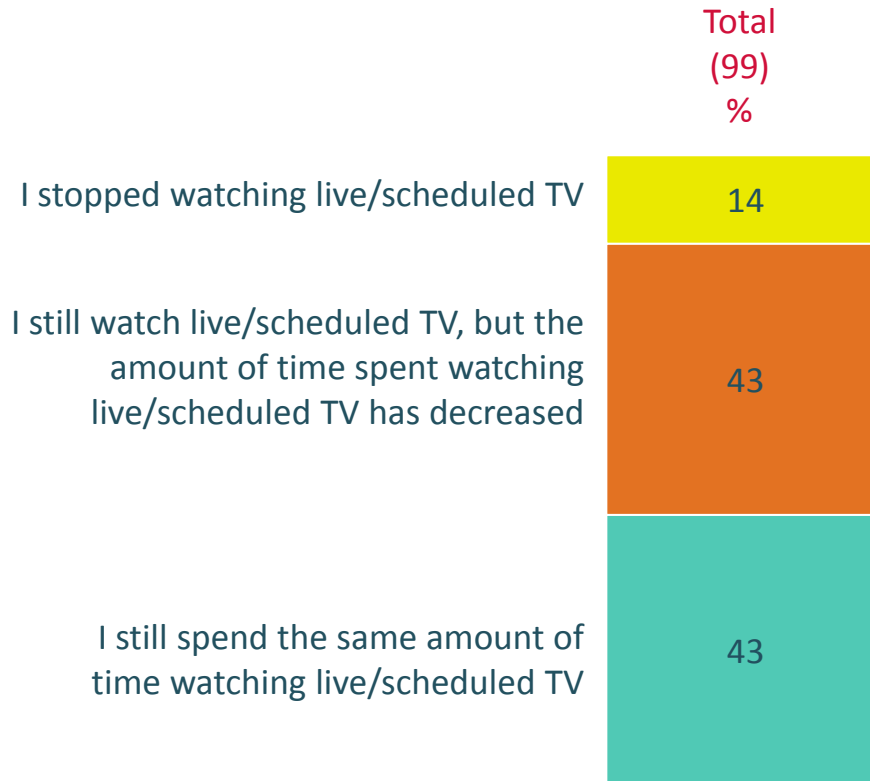 Total
(99)
%
I stopped watching live/scheduled TV
14
I still watch live/scheduled TV, but the
amount of time spent watching
live/scheduled TV has decreased
43
I still spend the same amount of
time watching live/scheduled TV
43